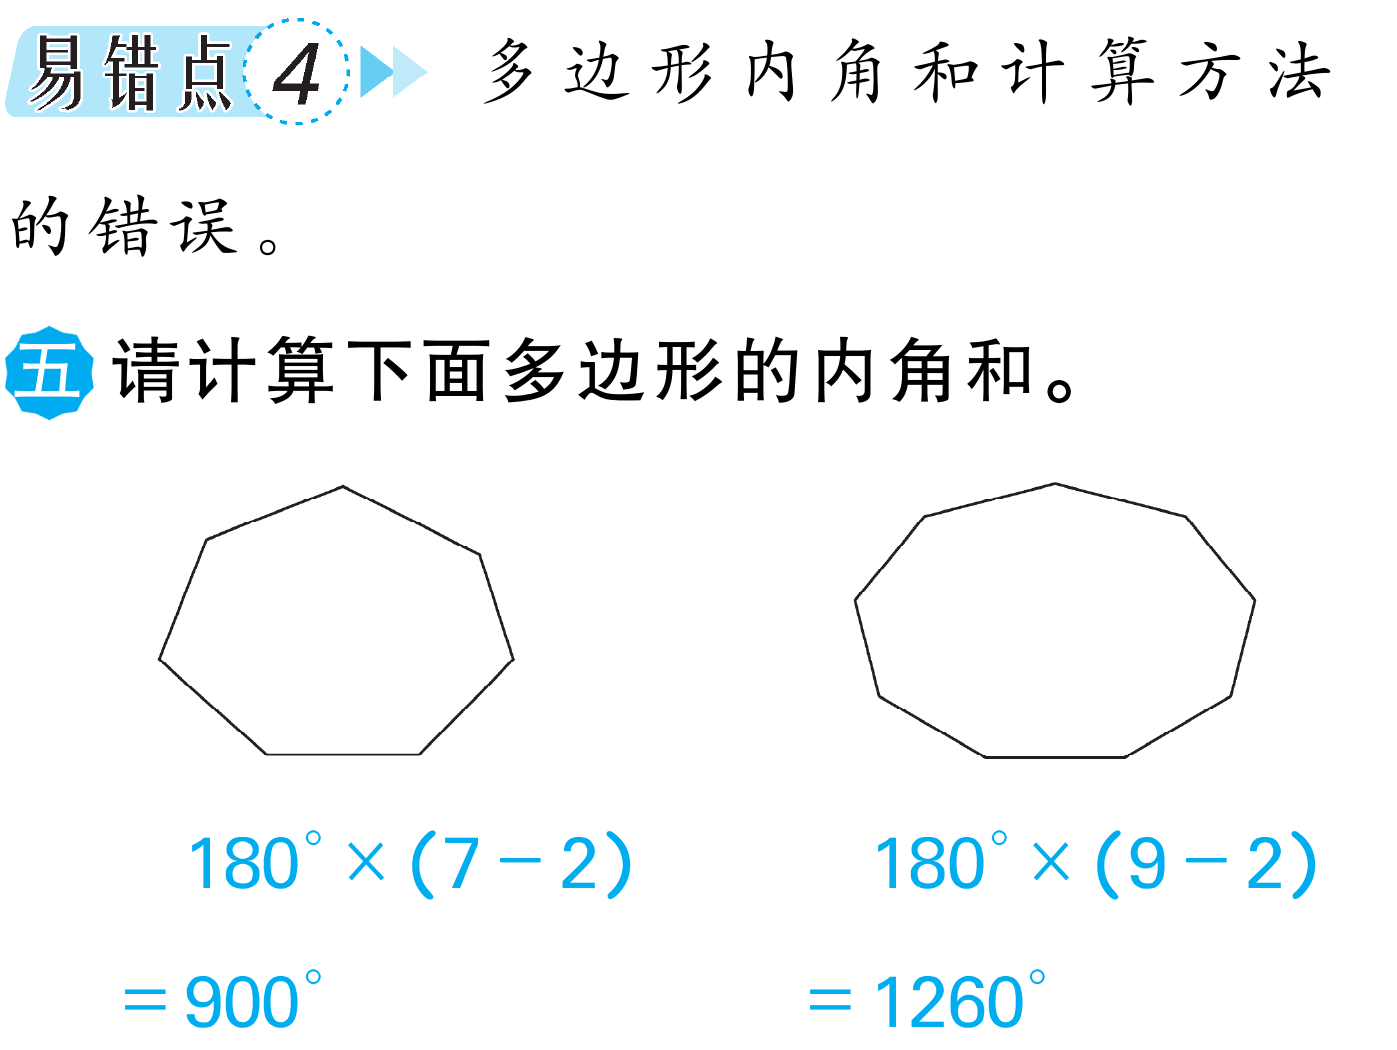 易错点4 多边形内角和计算方法
的错误。
五 请计算下面多边形的内角和。
180°×(7-2) 180°×(9-2)
=900° =1260°